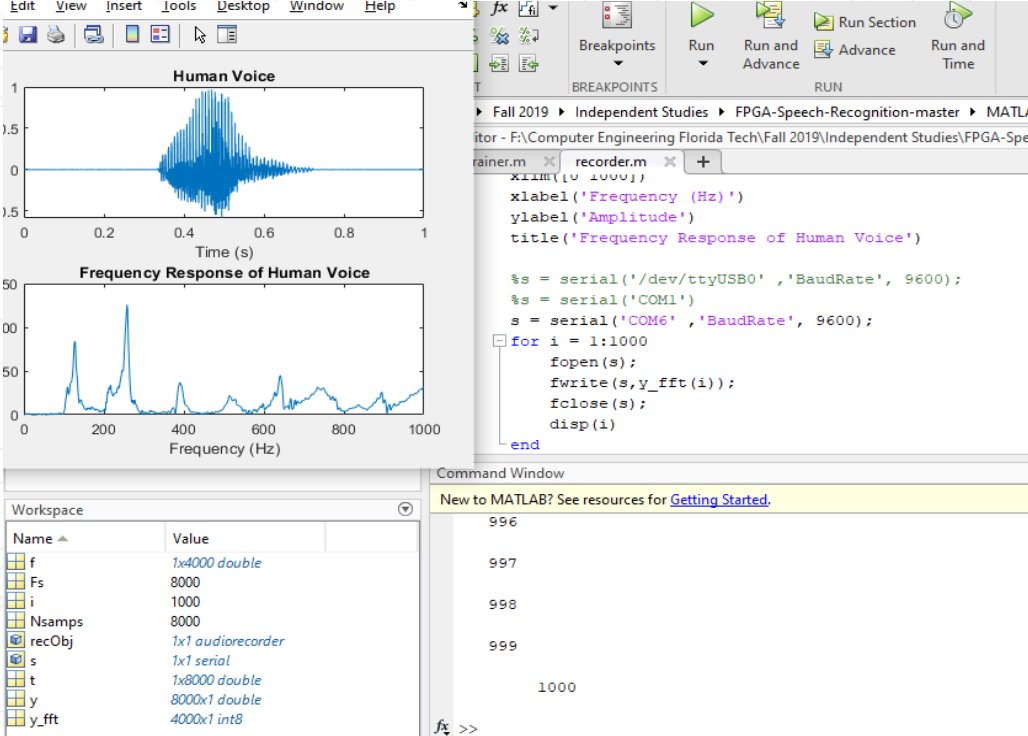 Edit View Insert Tools Desktop Window Help
Human Voice
1
0.5
0
0 0.2 0.4 0.6 0.8 1
Time (s)
Frequency Response of Human Voice
50
0
0 200 400 600 800 1000
Frequency (Hz)
fx
Breakpoints
Run
Run and
Advance
Run Section
Advance
Run and
Time
BREAKPOINTS
RUN
Fall 2019 Independent Studies FPGA-Speech-Recognition-master MATLA
itor - F:\Computer Engineering Florida Tech\Fall 2019\Independent Studies\FPGA-Spe
rainer.m recorder.m +
xlim([0 1000])
xlabel('Frequency (Hz)')
ylabel('Amplitude')
title('Frequency Response of Human Voice')
%s = serial('/dev/ttyUSB0' ,'BaudRate', 9600);
%s = serial('COM1')
s = serial('COM6' ,'BaudRate', 9600);
for i = 1:1000
fopen(s);
fwrite(s,y_fft(i));
fclose(s);
disp(i)
end
Workspace
Name Value
f 1x4000 double
Fs 8000
i 1000
Nsamps 8000
recObj 1x1 audiorecorder
s 1x1 serial
t 1x8000 double
y 8000x1 double
y_fft 4000x1 int8
Command Window
New to MATLAB? See resources for Getting Started.
996
997
998
999
1000
fx >>